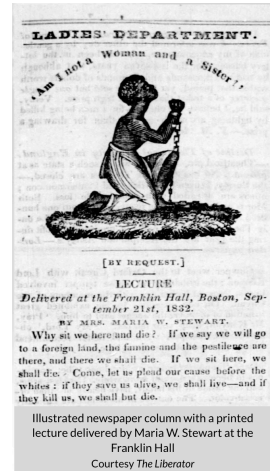 LADIES' DEPARTMENT.
"Am I not a Woman and a Sister?"
[BY REQUEST.]
LECTURE
Delivered at the Franklin Hall, Boston, Sep-
tember 21st, 1832.
BY MRS. MARIA W. STEWART.
Why sit we here and die? If we say we will go
to a foreign land, the famine and the pestilence are
there, and there we shall die. If we sit here, we
shall die. Come, let us plead our cause before the
whites: if they save us alive, we shall live—and if
they kill us, we shall but die.
Illustrated newspaper column with a printed
lecture delivered by Maria W. Stewart at the
Franklin Hall
Courtesy The Liberator